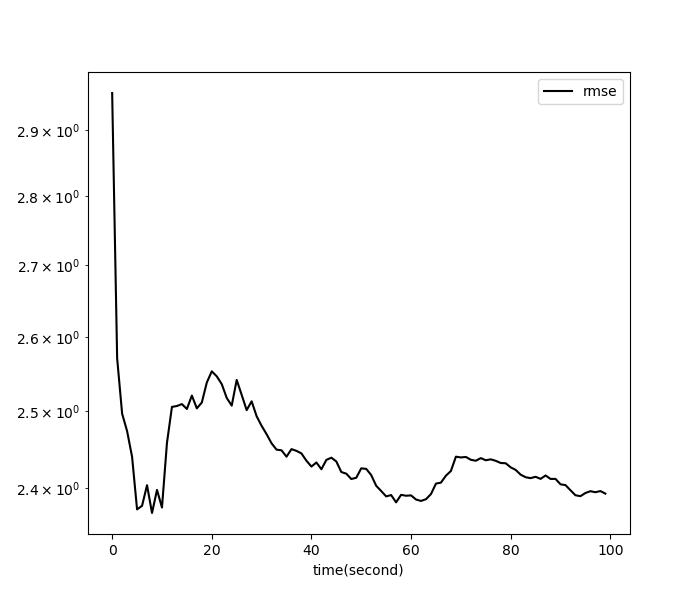 rmse
2.9 × 10⁰
2.8 × 10⁰
2.7 × 10⁰
2.6 × 10⁰
2.5 × 10⁰
2.4 × 10⁰
0 20 40 60 80 100
time(second)